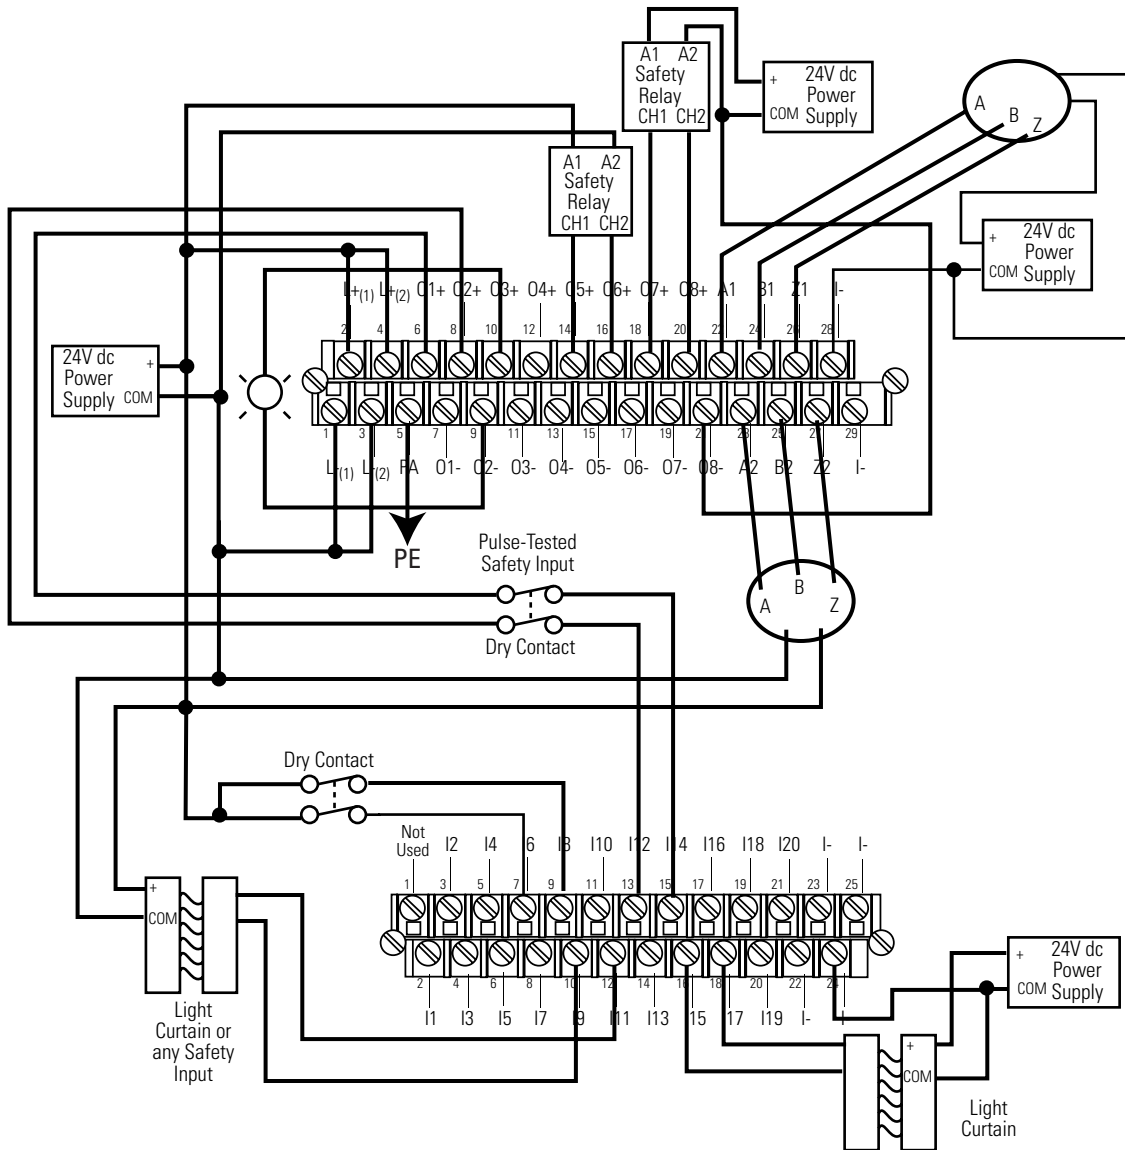 A1 A2
Safety
Relay
CH1 CH2
+ 24V dc
Power
COM Supply
A
B
Z
A1 A2
Safety
Relay
CH1 CH2
+ 24V dc
Power
COM Supply
L+(1) L+(2) O1+ O2+ O3+ O4+ O5+ O6+ O7+ O8+ A1 B1 Z1 I-
2 4 6 8 10 12 14 16 18 20 22 24 26 28
24V dc +
Power
Supply COM
1 3 5 7 9 11 13 15 17 19 21 23 25 27 29
L-(1) L-(2) PA O1- O2- O3- O4- O5- O6- O7- O8- A2 B2 Z2 I-
PE
Pulse-Tested
Safety Input
Dry Contact
A
B
Z
Dry Contact
Not
Used
I2 I4 I6 I8 I10 I12 I14 I16 I18 I20 I- I-
1 3 5 7 9 11 13 15 17 19 21 23 25
+
COM
2 4 6 8 10 12 14 16 18 20 22 24
I1 I3 I5 I7 I9 I11 I13 I15 I17 I19 I- I-
Light
Curtain or
any Safety
Input
+ 24V dc
Power
COM Supply
+
COM
Light
Curtain